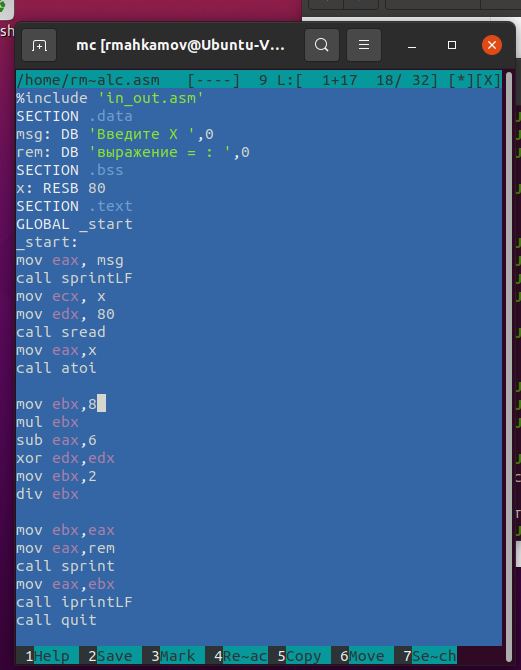 sh
mc [rmahkamov@Ubuntu-V...
/home/rm~alc.asm   [----]  9 L:[  1+17  18/ 32] [*][X]
%include 'in_out.asm'
SECTION .data
msg: DB 'Введите X ',0
rem: DB 'выражение = : ',0
SECTION .bss
x: RESB 80
SECTION .text
GLOBAL _start
_start:
mov eax, msg
call sprintLF
mov ecx, x
mov edx, 80
call sread
mov eax,x
call atoi
mov ebx,8
mul ebx
sub eax,6
xor edx,edx
mov ebx,2
div ebx
mov ebx,eax
mov eax,rem
call sprint
mov eax,ebx
call iprintLF
call quit
1Help  2Save  3Mark  4Re~ac 5Copy  6Move  7Se~ch